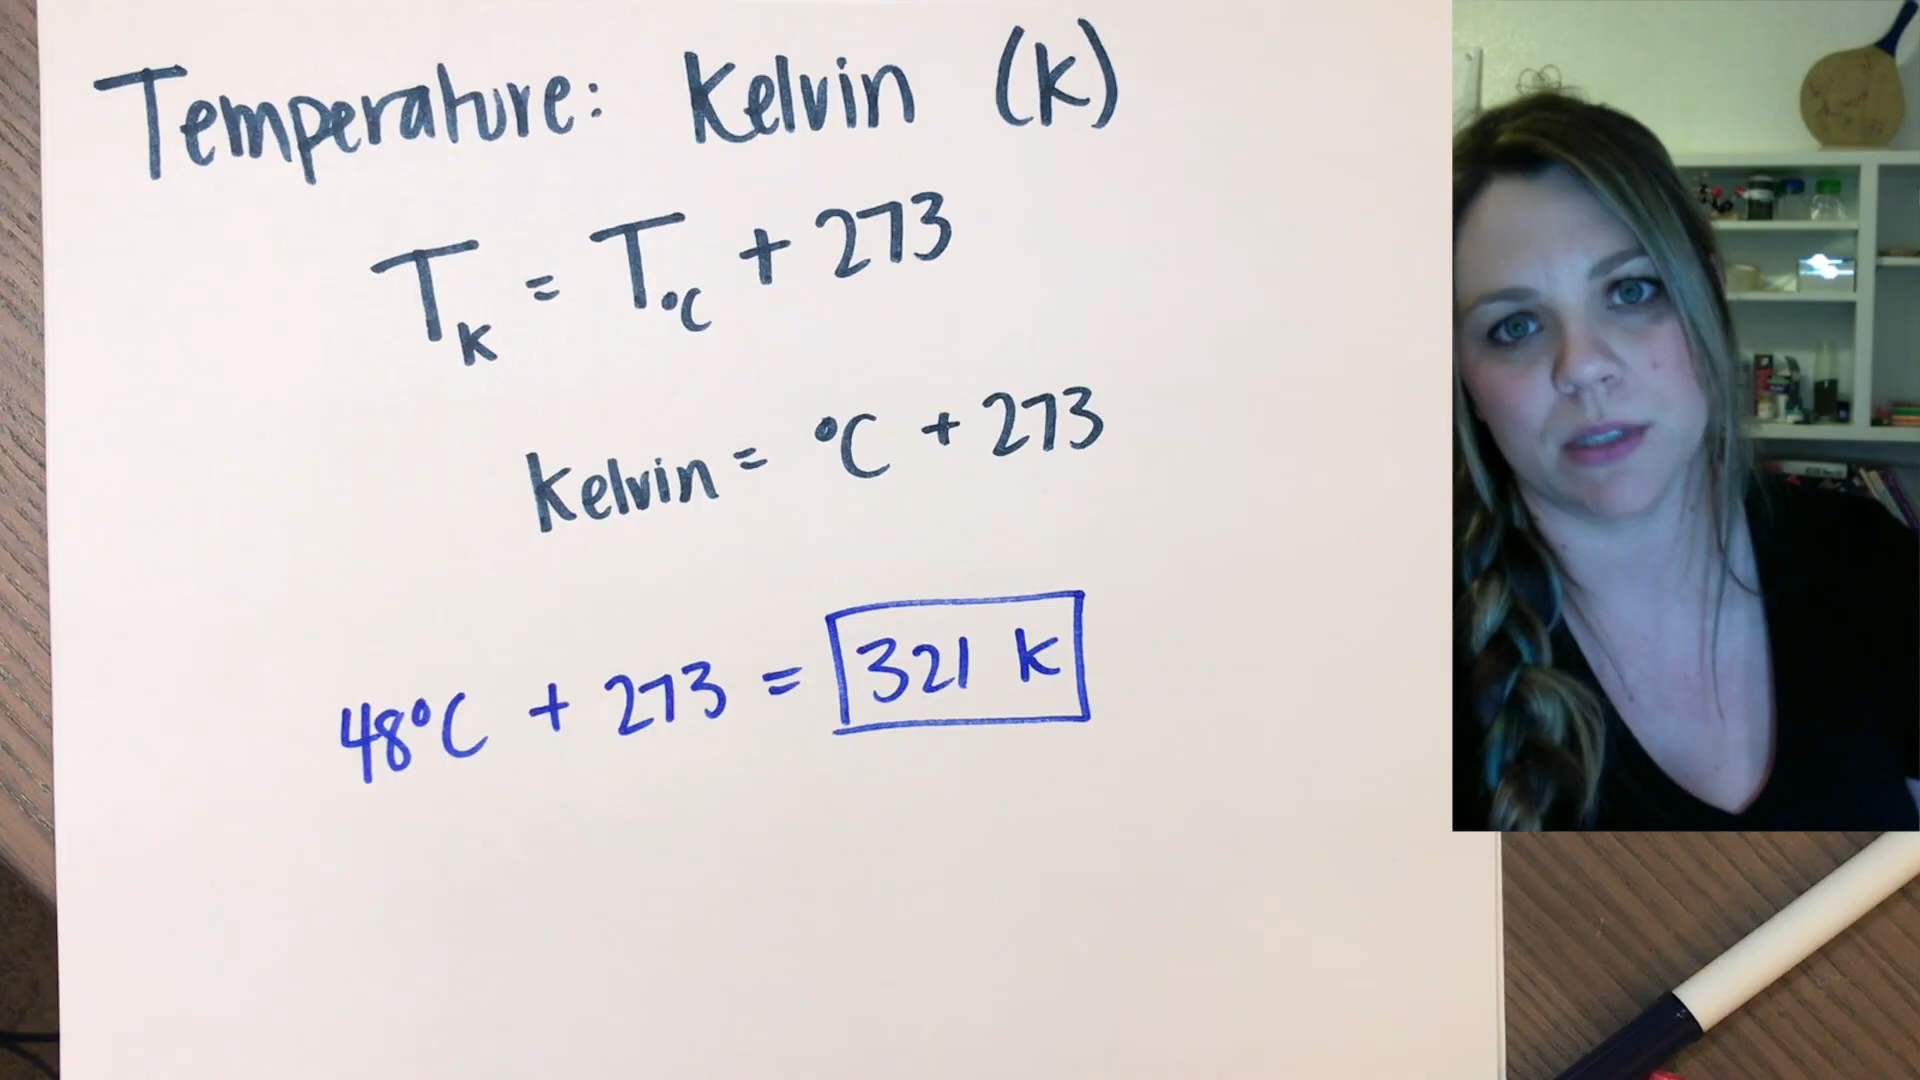 Temperature: Kelvin (K)
TK = T°C + 273
Kelvin = °C + 273
48°C + 273 = 321 K